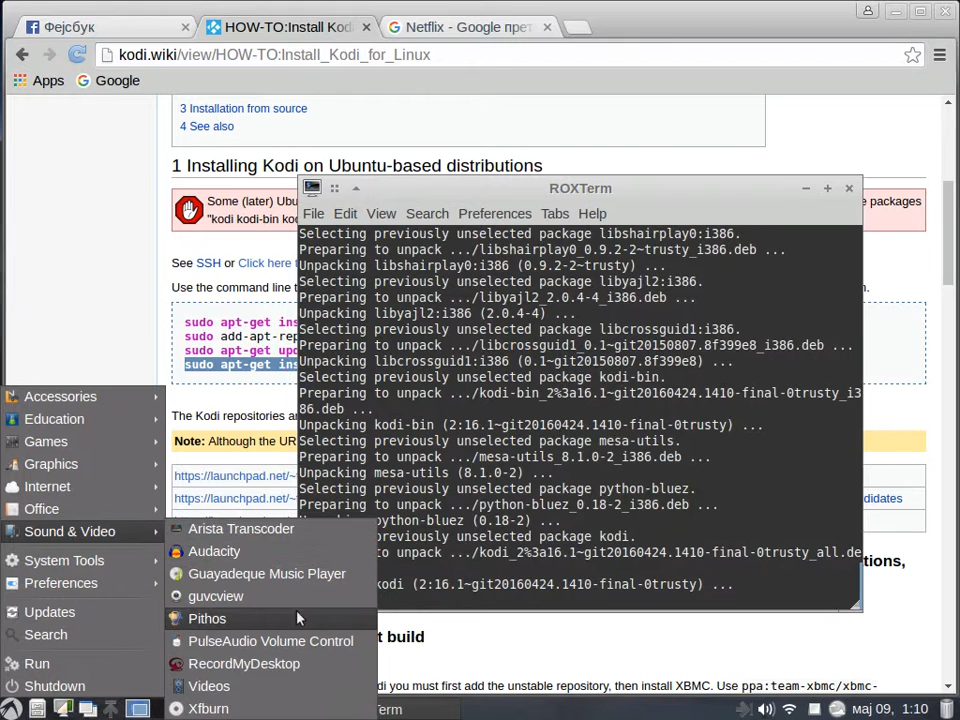 Фејсбук
HOW-TO:Install Kodi
Netflix - Google прет
kodi.wiki/view/HOW-TO:Install_Kodi_for_Linux
Apps
Google
3 Installation from source
4 See also
1 Installing Kodi on Ubuntu-based distributions
Some (later) Ubu
packages
"kodi kodi-bin kod
See SSH or Click here
Use the command line t
n.
sudo apt-get ins
sudo add-apt-rep
sudo apt-get upd
sudo apt-get ins
The Kodi repositories ar
Note: Although the UR
https://launchpad.net/~
https://launchpad.net/~
didates
ions,
t build
di you must first add the unstable repository, then install XBMC. Use ppa:team-xbmc/xbmc-
ROXTerm
File Edit View Search Preferences Tabs Help
Selecting previously unselected package libshairplay0:i386.
Preparing to unpack .../libshairplay0_0.9.2-2~trusty_i386.deb ...
Unpacking libshairplay0:i386 (0.9.2-2~trusty) ...
Selecting previously unselected package libyajl2:i386.
Preparing to unpack .../libyajl2_2.0.4-4_i386.deb ...
Unpacking libyajl2:i386 (2.0.4-4) ...
Selecting previously unselected package libcrossguid1:i386.
Preparing to unpack .../libcrossguid1_0.1~git20150807.8f399e8_i386.deb ...
Unpacking libcrossguid1:i386 (0.1~git20150807.8f399e8) ...
Selecting previously unselected package kodi-bin.
Preparing to unpack .../kodi-bin_2%3a16.1~git20160424.1410-final-0trusty_i3
86.deb ...
Unpacking kodi-bin (2:16.1~git20160424.1410-final-0trusty) ...
Selecting previously unselected package mesa-utils.
Preparing to unpack .../mesa-utils_8.1.0-2_i386.deb ...
Unpacking mesa-utils (8.1.0-2) ...
Selecting previously unselected package python-bluez.
Preparing to unpack .../python-bluez_0.18-2_i386.deb ...
python-bluez (0.18-2) ...
previously unselected package kodi.
to unpack .../kodi_2%3a16.1~git20160424.1410-final-0trusty_all.de
kodi (2:16.1~git20160424.1410-final-0trusty) ...
Accessories
Education
Games
Graphics
Internet
Office
Sound & Video
System Tools
Preferences
Updates
Search
Run
Shutdown
Arista Transcoder
Audacity
Guayadeque Music Player
guvcview
Pithos
PulseAudio Volume Control
RecordMyDesktop
Videos
Xfburn
Term
мај 09, 1:10